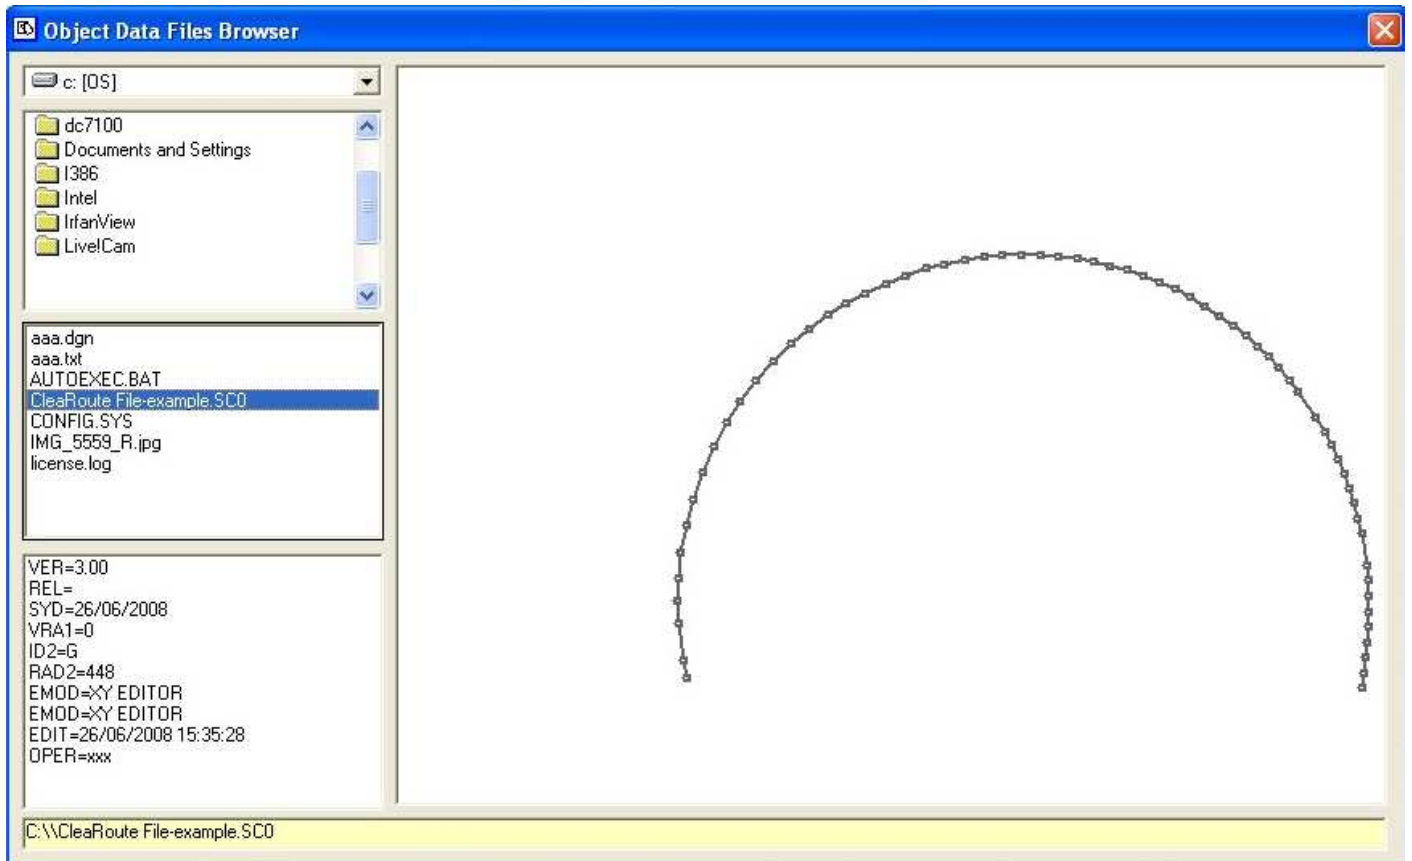 Object Data Files Browser
c: [OS]
dc7100
Documents and Settings
I386
Intel
IrfanView
Live!Cam
aaa.dgn
aaa.txt
AUTOEXEC.BAT
CleaRoute File-example.SC0
CONFIG.SYS
IMG_5559_R.jpg
license.log
VER=3.00
REL=
SYD=26/06/2008
VRA1=0
ID2=G
RAD2=448
EMOD=XY EDITOR
EMOD=XY EDITOR
EDIT=26/06/2008 15:35:28
OPER=xxx
C:\\CleaRoute File-example.SC0